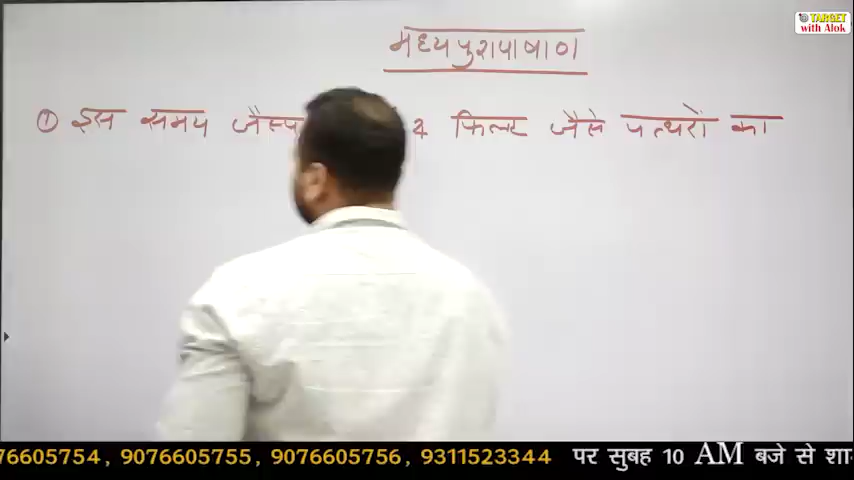 TARGET
with Alok
मध्यपुरापाषाण
① इस समय जैस्प फिलन्ट जैसे पत्थरों का
76605754, 9076605755, 9076605756, 9311523344 पर सुबह 10 AM बजे से शा